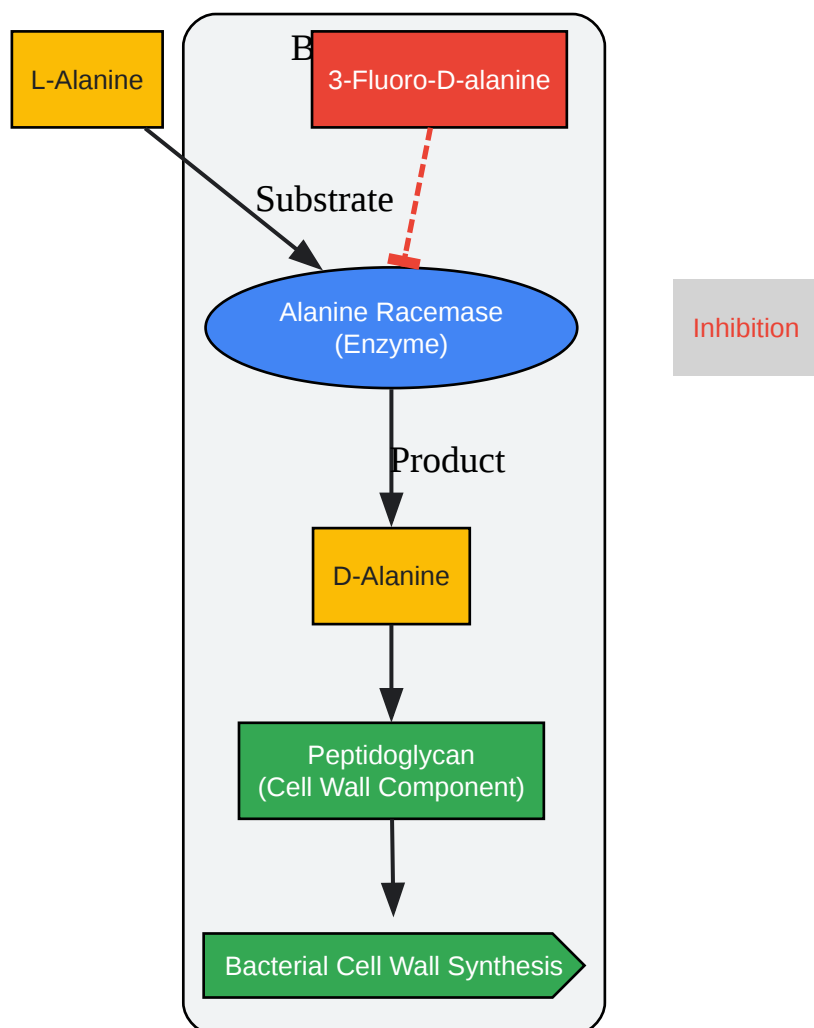 L-Alanine
3-Fluoro-D-alanine
Substrate
Alanine Racemase
(Enzyme)
Inhibition
Product
D-Alanine
Peptidoglycan
(Cell Wall Component)
Bacterial Cell Wall Synthesis